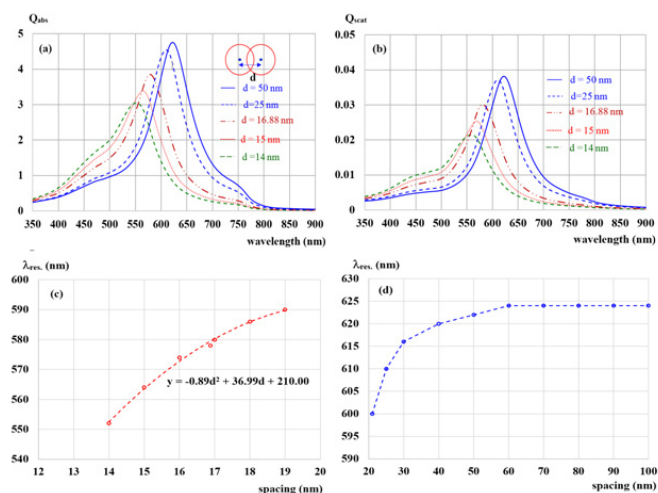 Qabs
(a)
d
d = 50 nm
d=25nm
d = 16.88 nm
d = 15 nm
d =14 nm
5
4
3
2
1
0
350 400 450 500 550 600 650 700 750 800 850 900
wavelength (nm)
Qscat
(b)
d = 50 nm
d=25nm
d = 16.88 nm
d = 15 nm
d =14 nm
0.05
0.04
0.03
0.02
0.01
0
350 400 450 500 550 600 650 700 750 800 850 900
wavelength (nm)
λres. (nm)
(c)
600
590
580
570
560
550
540
y = -0.89d² + 36.99d + 210.00
12 13 14 15 16 17 18 19 20
spacing (nm)
λres. (nm)
(d)
630
625
620
615
610
605
600
595
590
20 30 40 50 60 70 80 90 100
spacing (nm)